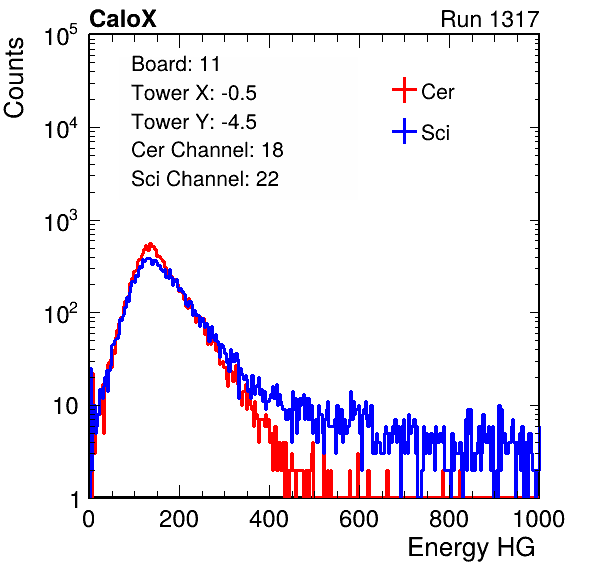 CaloX Run 1317
Counts
10^5
10^4
10^3
10^2
10
1
Board: 11
Tower X: -0.5
Tower Y: -4.5
Cer Channel: 18
Sci Channel: 22
Cer
Sci
0 200 400 600 800 1000
Energy HG